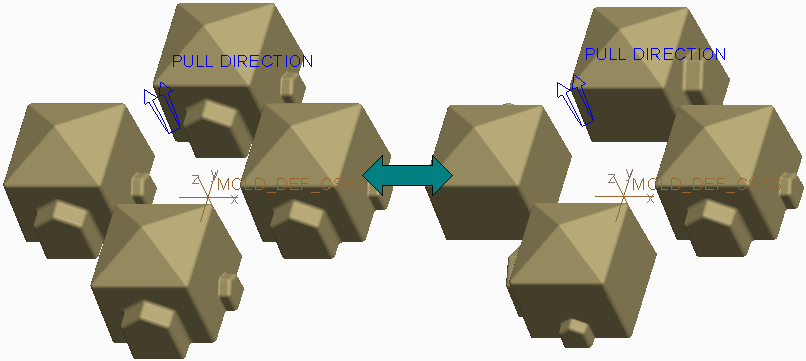 PULL DIRECTION
PULL DIRECTION
z y MOLD_DEF_CSYS
x
z y MOLD_DEF_CSYS
x